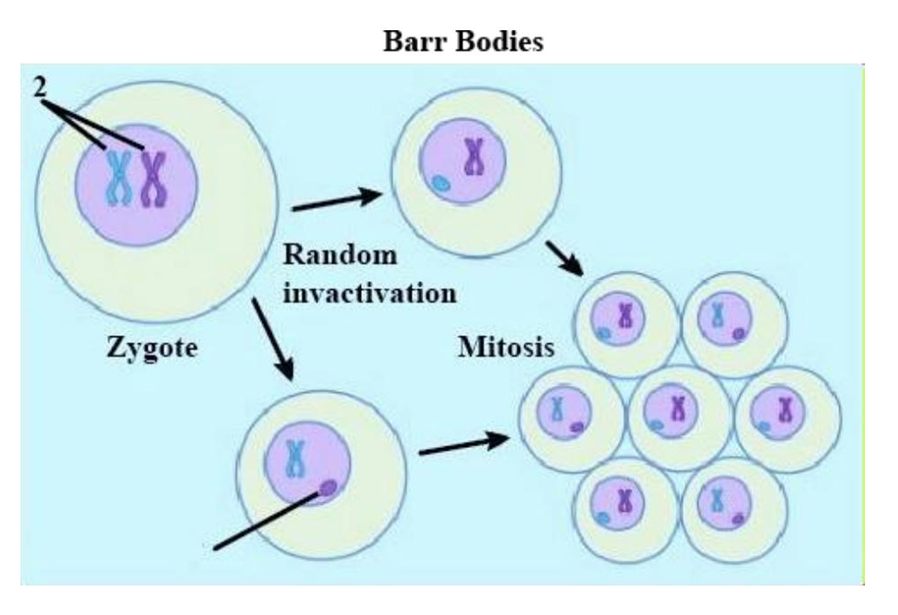 Barr Bodies
2
Random
invactivation
Zygote
Mitosis